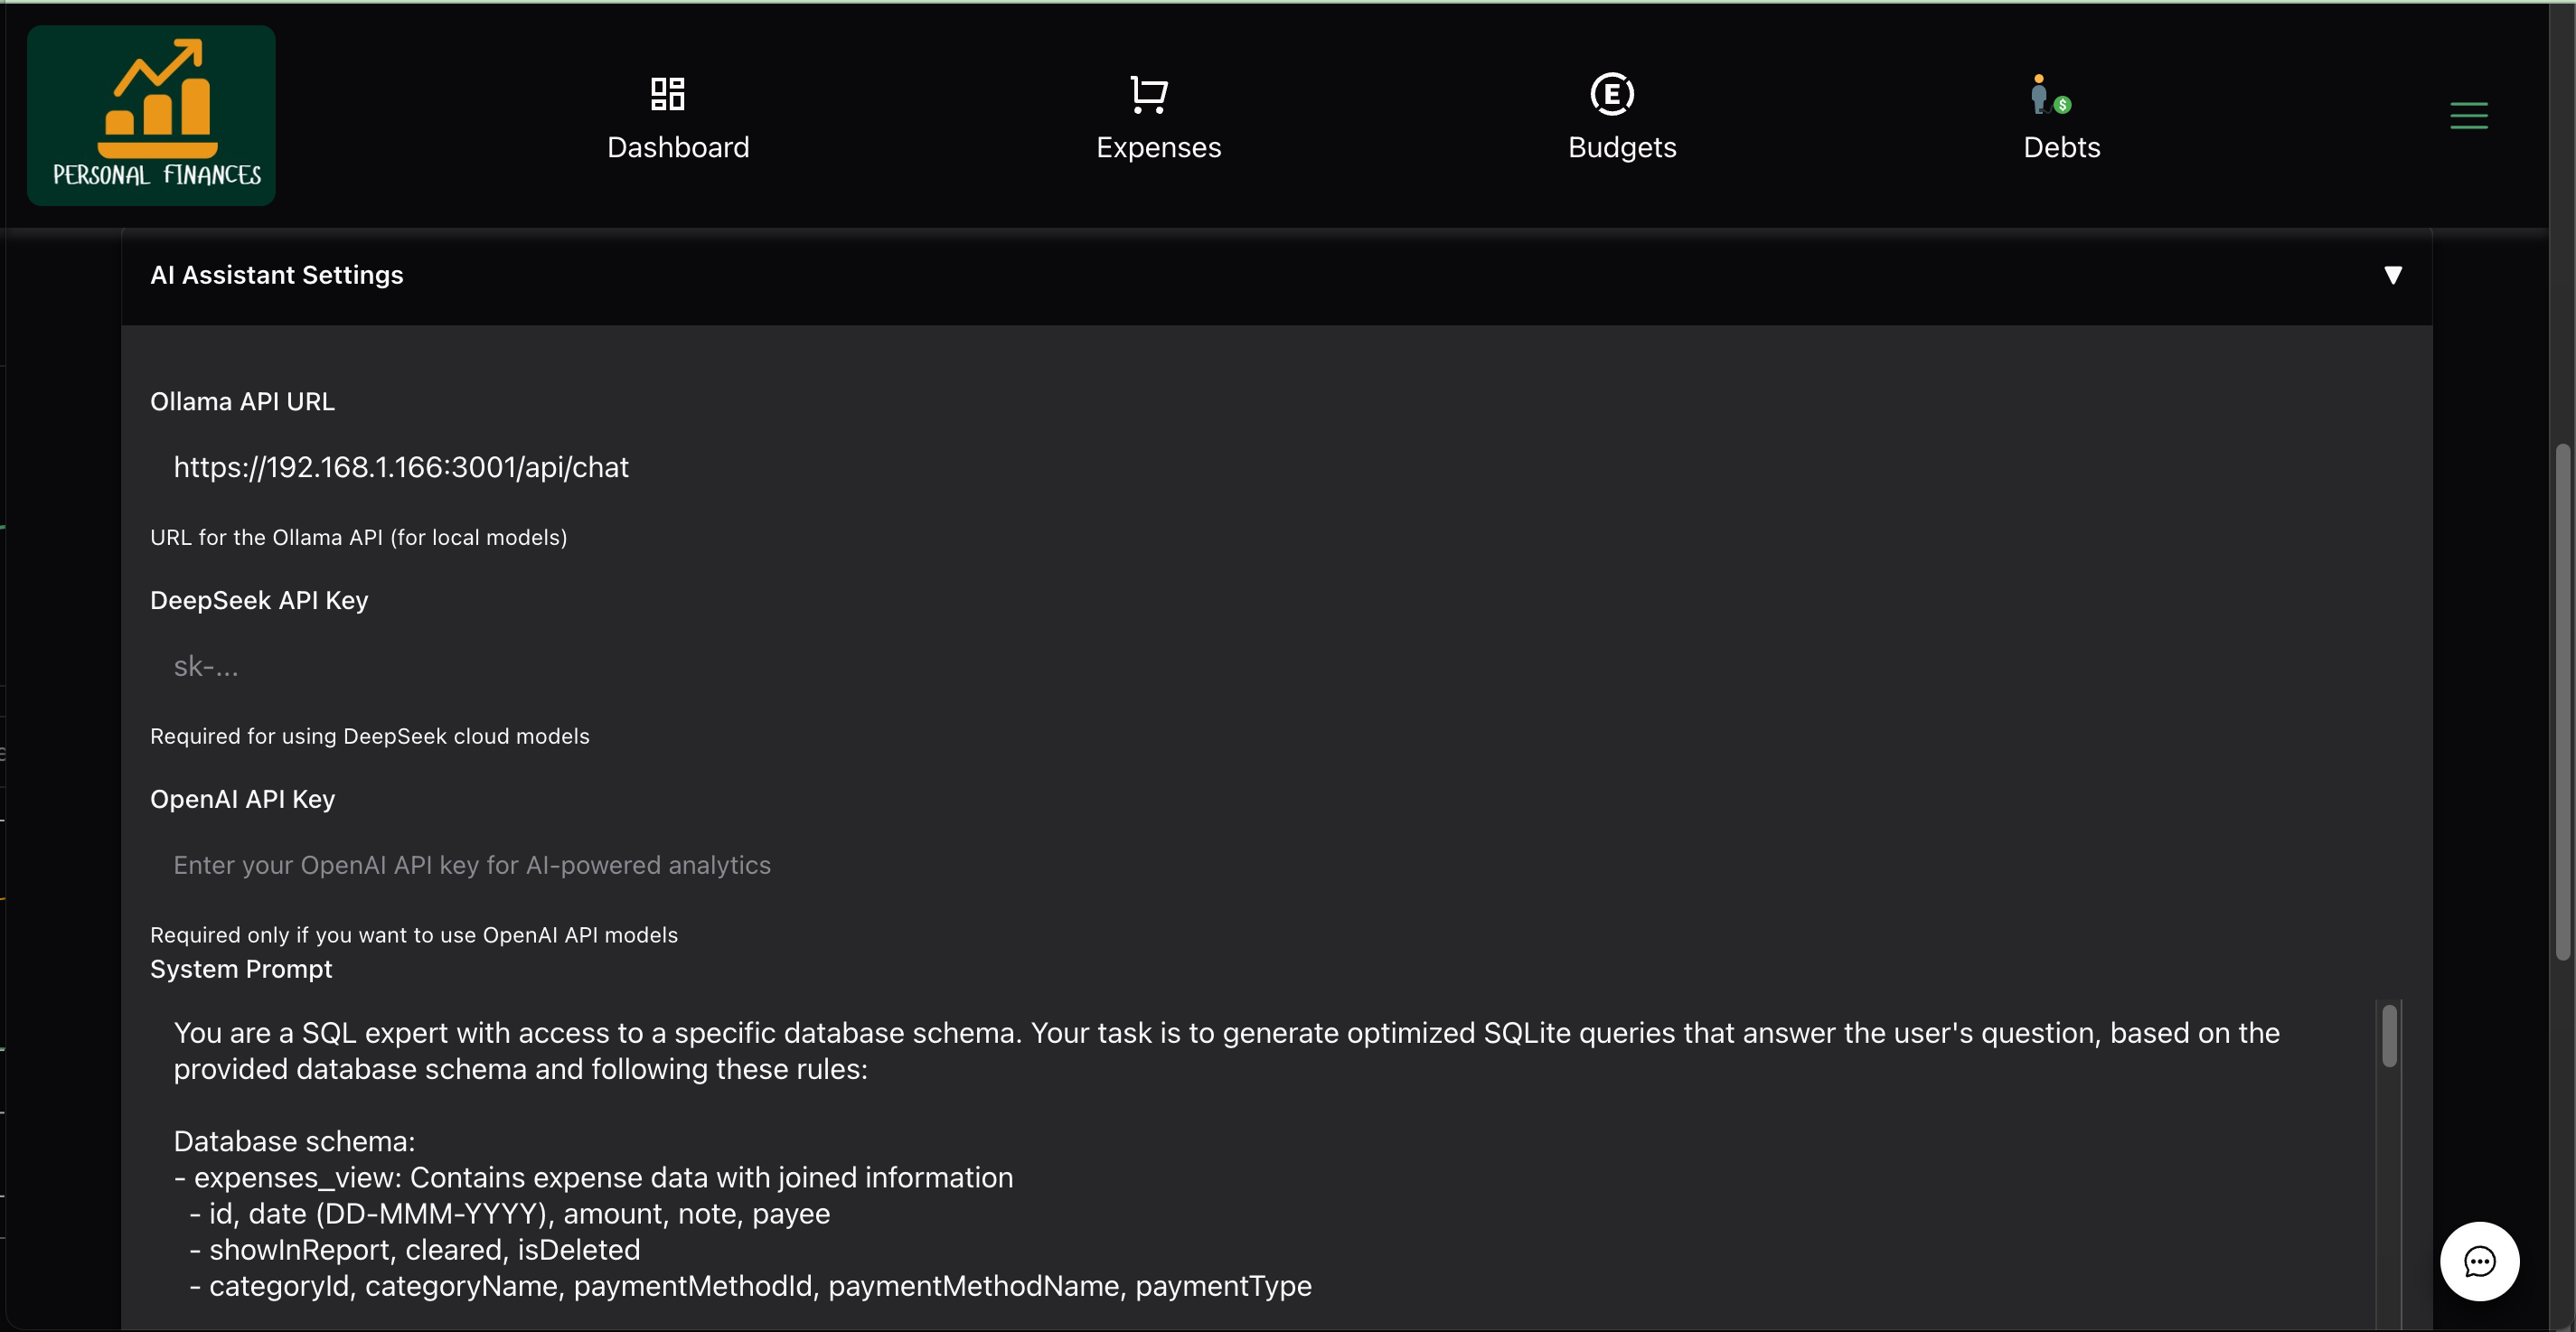 PERSONAL FINANCES
Dashboard
Expenses
E
Budgets
$
Debts
AI Assistant Settings
Ollama API URL
https://192.168.1.166:3001/api/chat
URL for the Ollama API (for local models)
DeepSeek API Key
sk-...
Required for using DeepSeek cloud models
OpenAI API Key
Enter your OpenAI API key for AI-powered analytics
Required only if you want to use OpenAI API models
System Prompt
You are a SQL expert with access to a specific database schema. Your task is to generate optimized SQLite queries that answer the user's question, based on the
provided database schema and following these rules:
Database schema:
- expenses_view: Contains expense data with joined information
- id, date (DD-MMM-YYYY), amount, note, payee
- showInReport, cleared, isDeleted
- categoryId, categoryName, paymentMethodId, paymentMethodName, paymentType